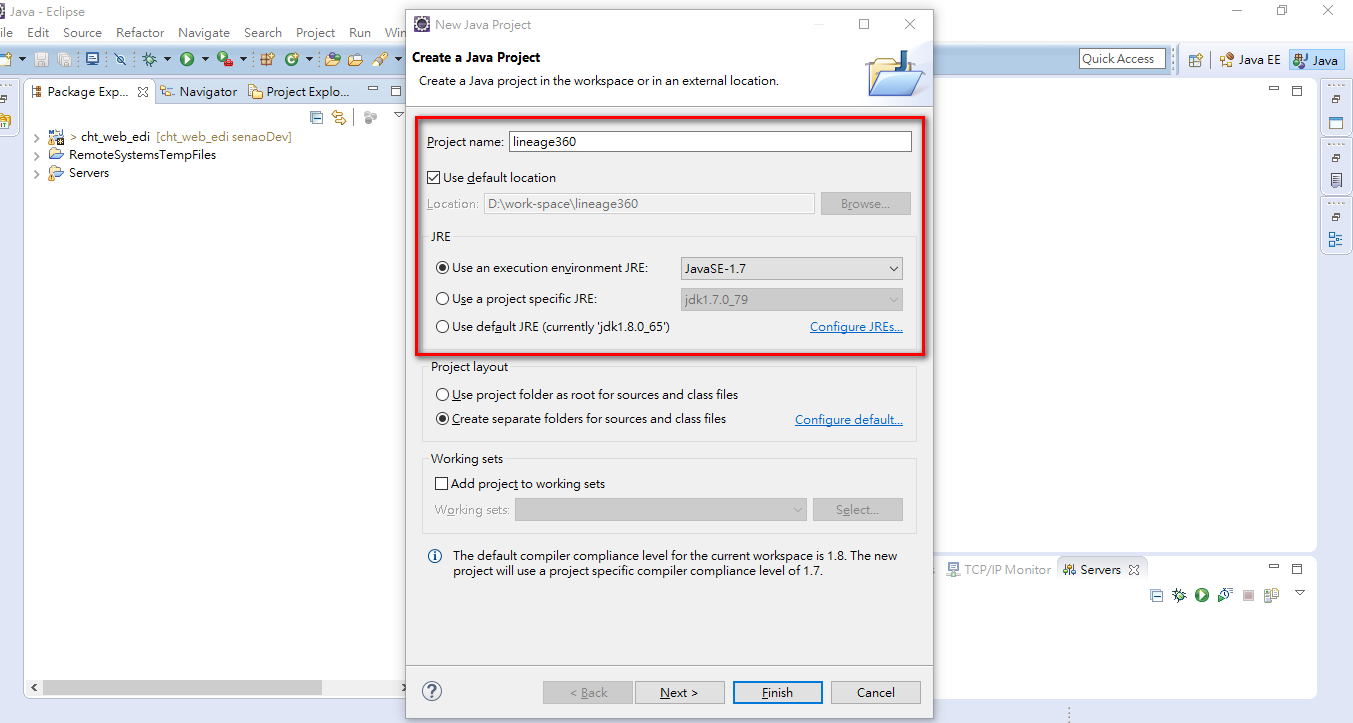 Java - Eclipse
ile Edit Source Refactor Navigate Search Project Run Win
Quick Access
Java EE
Java
Package Exp...
Navigator
Project Explo...
> cht_web_edi [cht_web_edi senaoDev]
RemoteSystemsTempFiles
Servers
New Java Project
Create a Java Project
Create a Java project in the workspace or in an external location.
Project name: lineage360
Use default location
Location: D:\work-space\lineage360 Browse...
JRE
Use an execution environment JRE: JavaSE-1.7
Use a project specific JRE: jdk1.7.0_79
Use default JRE (currently 'jdk1.8.0_65') Configure JREs...
Project layout
Use project folder as root for sources and class files
Create separate folders for sources and class files Configure default...
Working sets
Add project to working sets
Working sets: Select...
The default compiler compliance level for the current workspace is 1.8. The new
project will use a project specific compiler compliance level of 1.7.
? < Back Next > Finish Cancel
TCP/IP Monitor
Servers